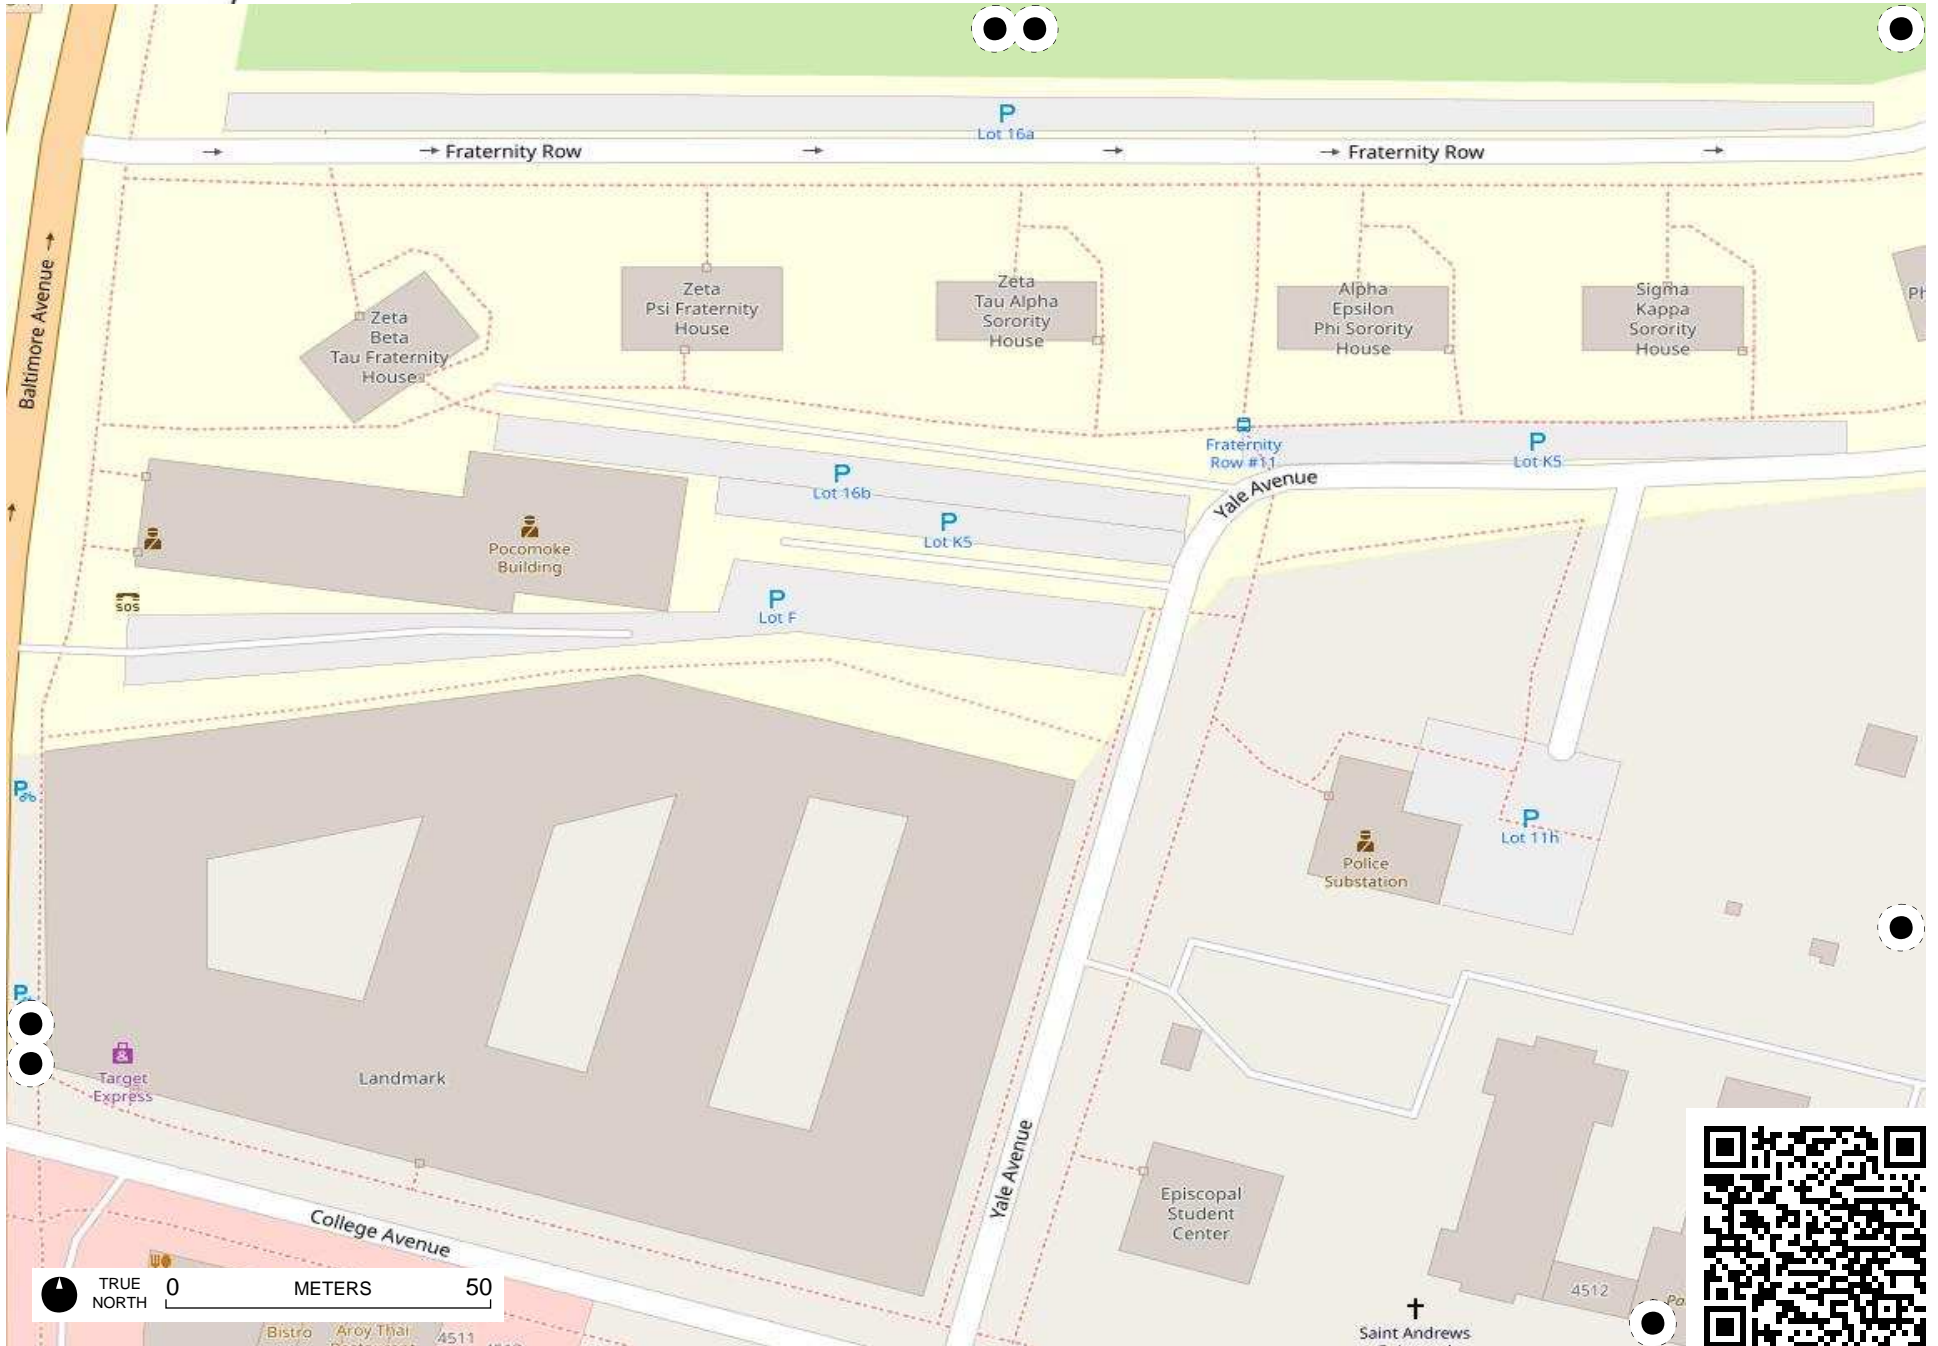 P
Lot 16a
Fraternity Row
Fraternity Row
Baltimore Avenue
Zeta
Beta
Tau Fraternity
House
Zeta
Psi Fraternity
House
Zeta
Tau Alpha
Sorority
House
Alpha
Epsilon
Phi Sorority
House
Sigma
Kappa
Sorority
House
Ph
Fraternity
Row #11
P
Lot K5
P
Lot 16b
Yale Avenue
P
Lot K5
Pocomoke
Building
SOS
P
Lot F
P
P
Lot 11h
Police
Substation
P
Target
Express
Landmark
Yale Avenue
Episcopal
Student
Center
College Avenue
TRUE
NORTH
0
METERS
50
4512
Pa
Bistro
Aroy Thai
4511
Saint Andrews